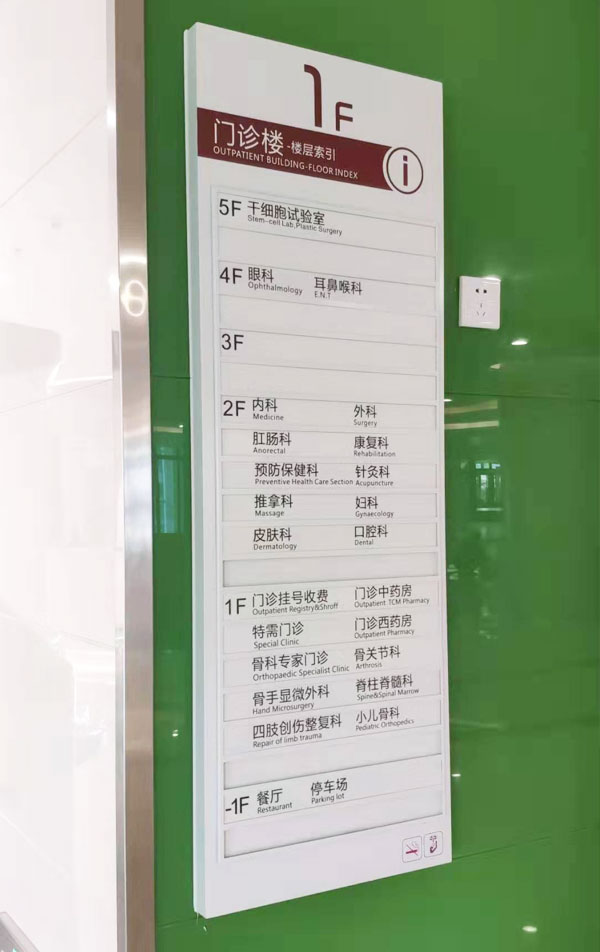 1F
门诊楼-楼层索引
OUTPATIENT BUILDING-FLOOR INDEX
i
5F 干细胞试验室
Stem-cell Lab,Plastic Surgery
4F 眼科 耳鼻喉科
Ophthalmology E.N.T
3F
2F 内科 外科
Medicine Surgery
肛肠科 康复科
Anorectal Rehabilitation
预防保健科 针灸科
Preventive Health Care Section Acupuncture
推拿科 妇科
Massage Gynaecology
皮肤科 口腔科
Dermatology Dental
1F 门诊挂号收费 门诊中药房
Outpatient Registry&Shroff Outpatient TCM Pharmacy
特需门诊 门诊西药房
Special Clinic Outpatient Pharmacy
骨科专家门诊 骨关节科
Orthopaedic Specialist Clinic Arthrosis
骨手显微外科 脊柱脊髓科
Hand Microsurgery Spine&Spinal Marrow
四肢创伤整复科 小儿骨科
Repair of limb trauma Pediatric Orthopedics
-1F 餐厅 停车场
Restaurant Parking lot